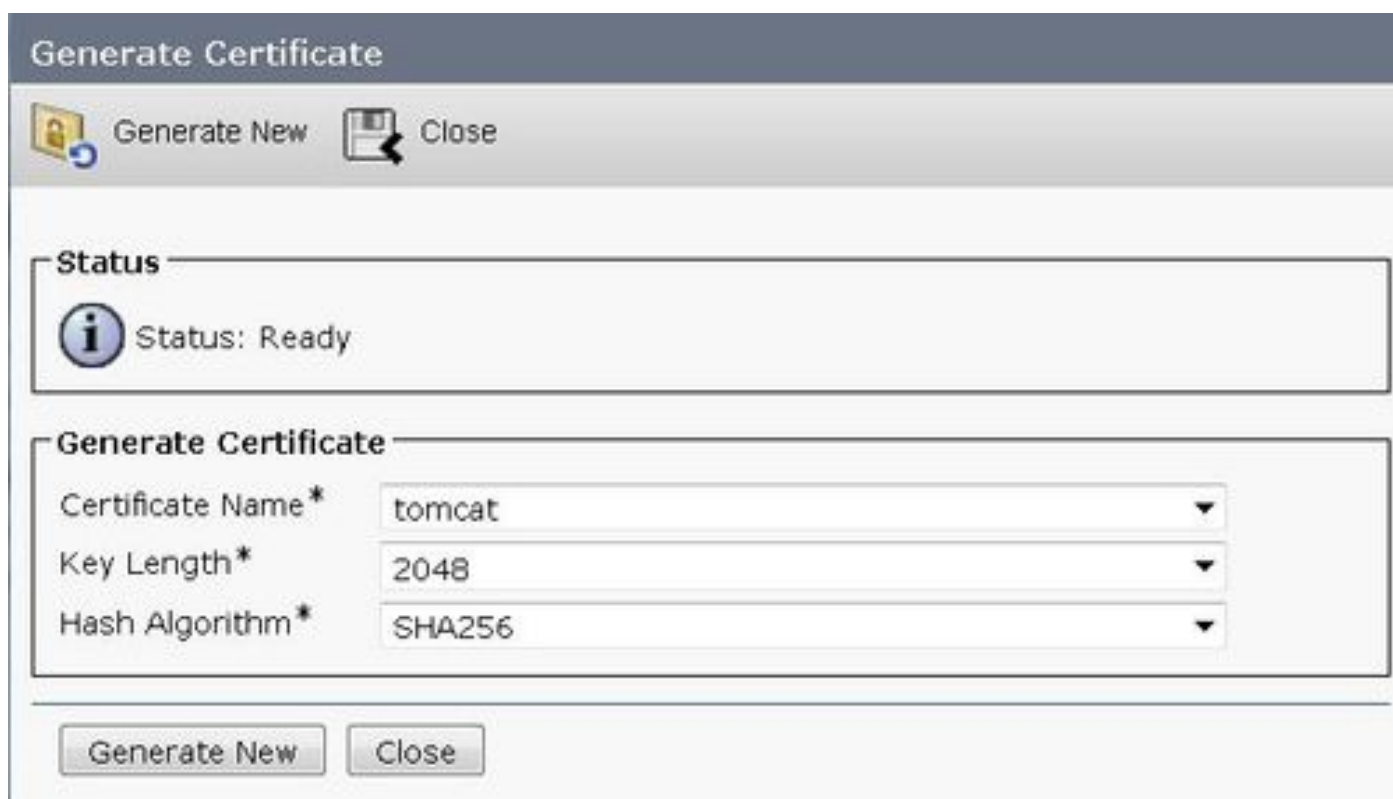 Generate Certificate
Generate New Close
Status
Status: Ready
Generate Certificate
Certificate Name* tomcat
Key Length* 2048
Hash Algorithm* SHA256
Generate New Close